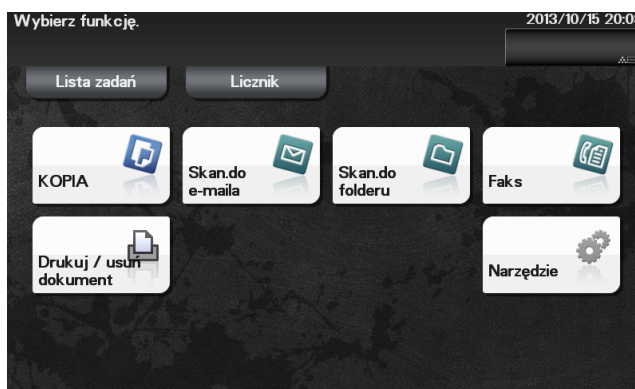 Wybierz funkcję.
2013/10/15 20:0
Lista zadań
Licznik
KOPIA
Skan.do
e-maila
Skan.do
folderu
Faks
Drukuj / usuń
dokument
Narzędzie